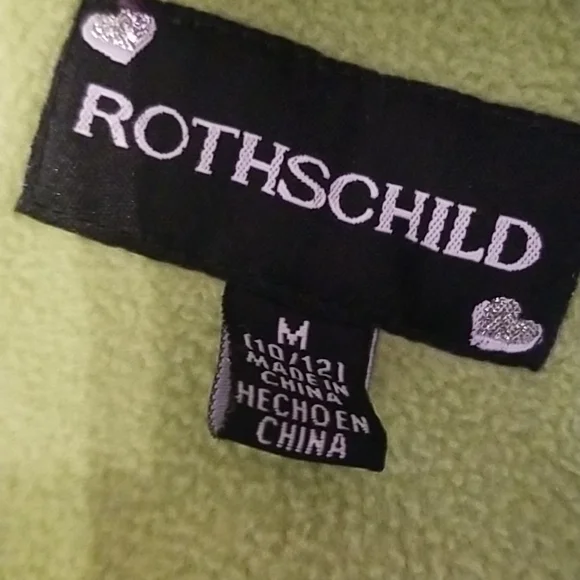 ROTHSCHILD
M
(10/12)
MADE IN
CHINA
HECHO EN
CHINA